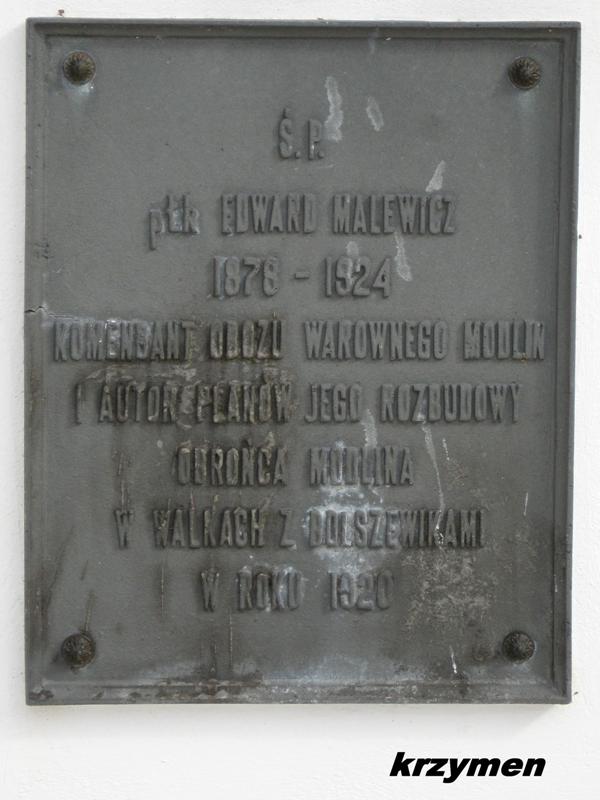 Ś.P.
płk EDWARD MALEWICZ
1878 - 1924
KOMENDANT OBOZU WAROWNEGO MODLIN
I AUTOR PLANÓW JEGO ROZBUDOWY
OBROŃCA MODLINA
W WALKACH Z BOLSZEWIKAMI
W ROKU 1920
krzymen